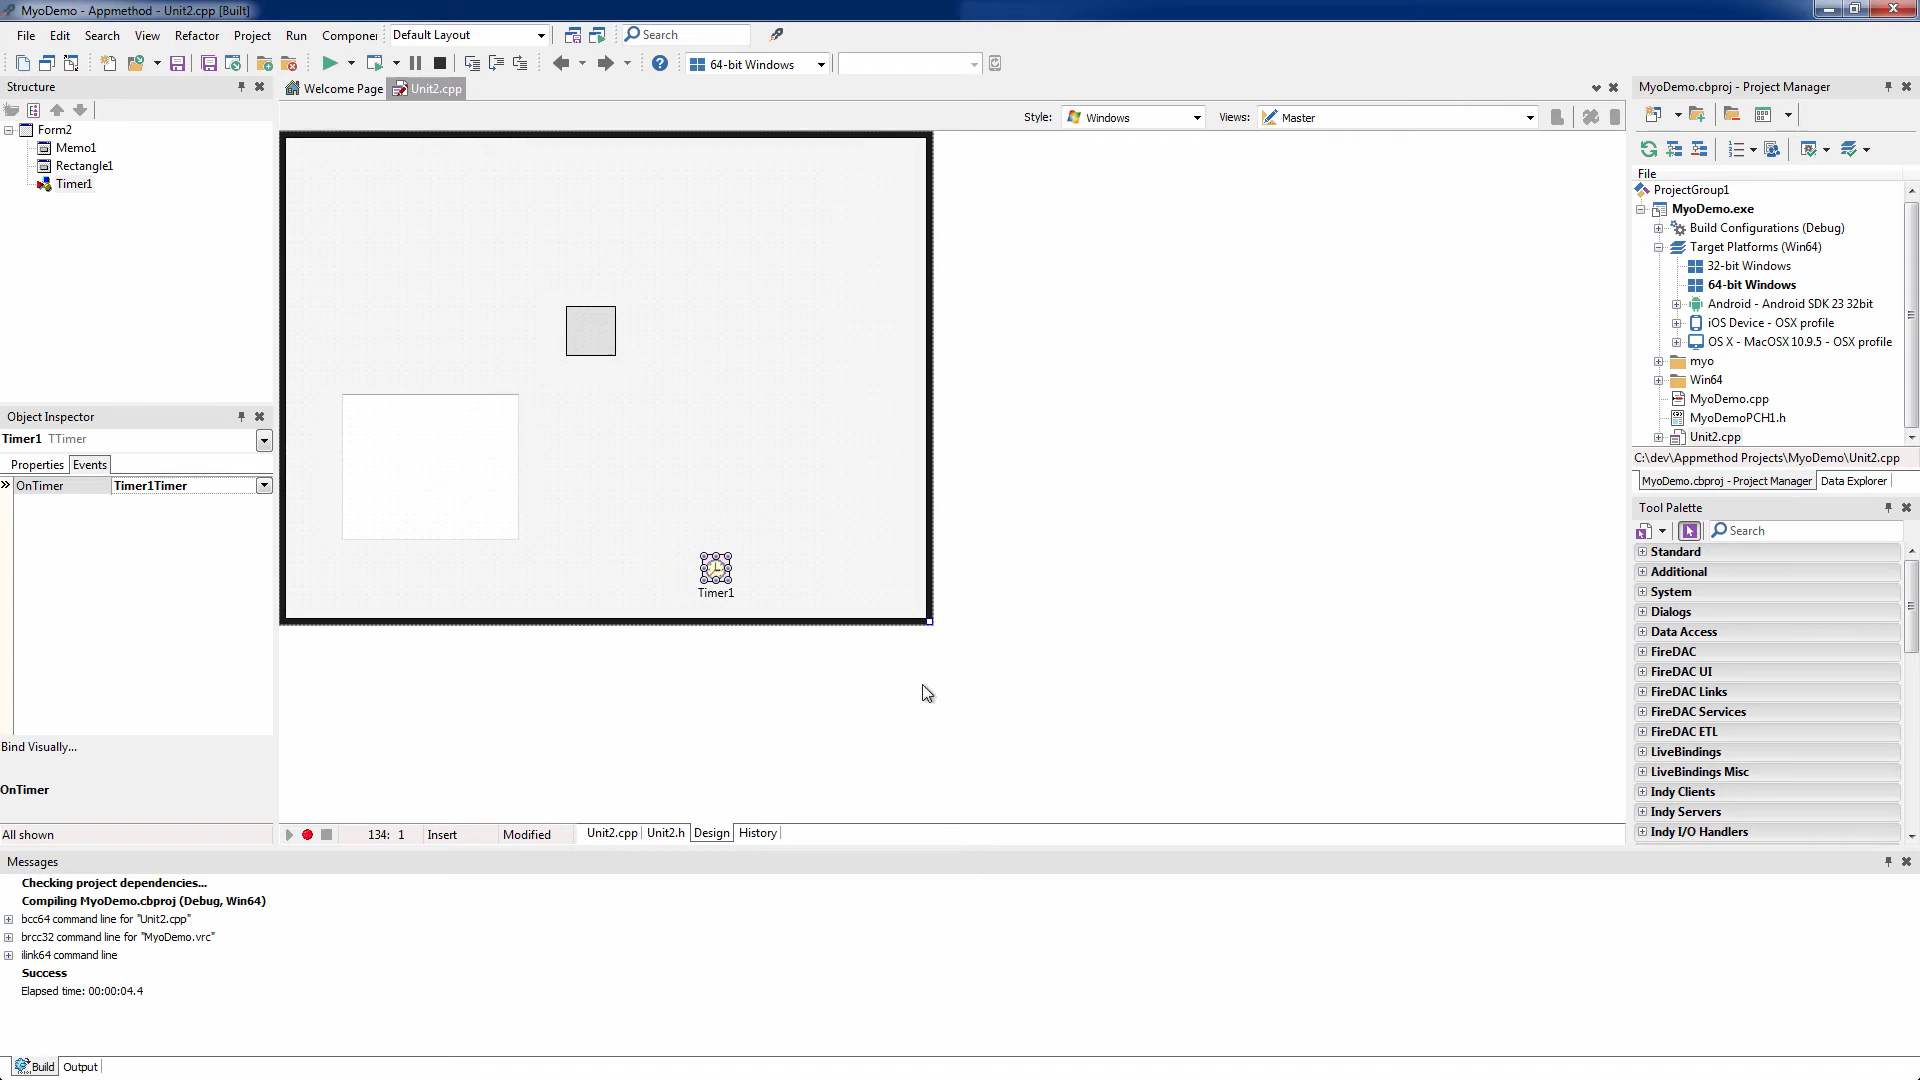 MyoDemo - Appmethod - Unit2.cpp [Built]
File Edit Search View Refactor Project Run Componen Default Layout Search
64-bit Windows
Structure
Welcome Page Unit2.cpp
MyoDemo.cbproj - Project Manager
Style: Windows Views: Master
Form2
Memo1
Rectangle1
Timer1
File
ProjectGroup1
MyoDemo.exe
Build Configurations (Debug)
Target Platforms (Win64)
32-bit Windows
64-bit Windows
Android - Android SDK 23 32bit
iOS Device - OSX profile
OS X - MacOSX 10.9.5 - OSX profile
myo
Win64
MyoDemo.cpp
MyoDemoPCH1.h
Unit2.cpp
C:\dev\Appmethod Projects\MyoDemo\Unit2.cpp
MyoDemo.cbproj - Project Manager Data Explorer
Object Inspector
Timer1 TTimer
Properties Events
OnTimer Timer1Timer
Timer1
Bind Visually...
OnTimer
All shown
134: 1 Insert Modified Unit2.cpp Unit2.h Design History
Tool Palette
Search
Standard
Additional
System
Dialogs
Data Access
FireDAC
FireDAC UI
FireDAC Links
FireDAC Services
FireDAC ETL
LiveBindings
LiveBindings Misc
Indy Clients
Indy Servers
Indy I/O Handlers
Messages
Checking project dependencies...
Compiling MyoDemo.cbproj (Debug, Win64)
bcc64 command line for "Unit2.cpp"
brcc32 command line for "MyoDemo.vrc"
ilink64 command line
Success
Elapsed time: 00:00:04.4
Build Output